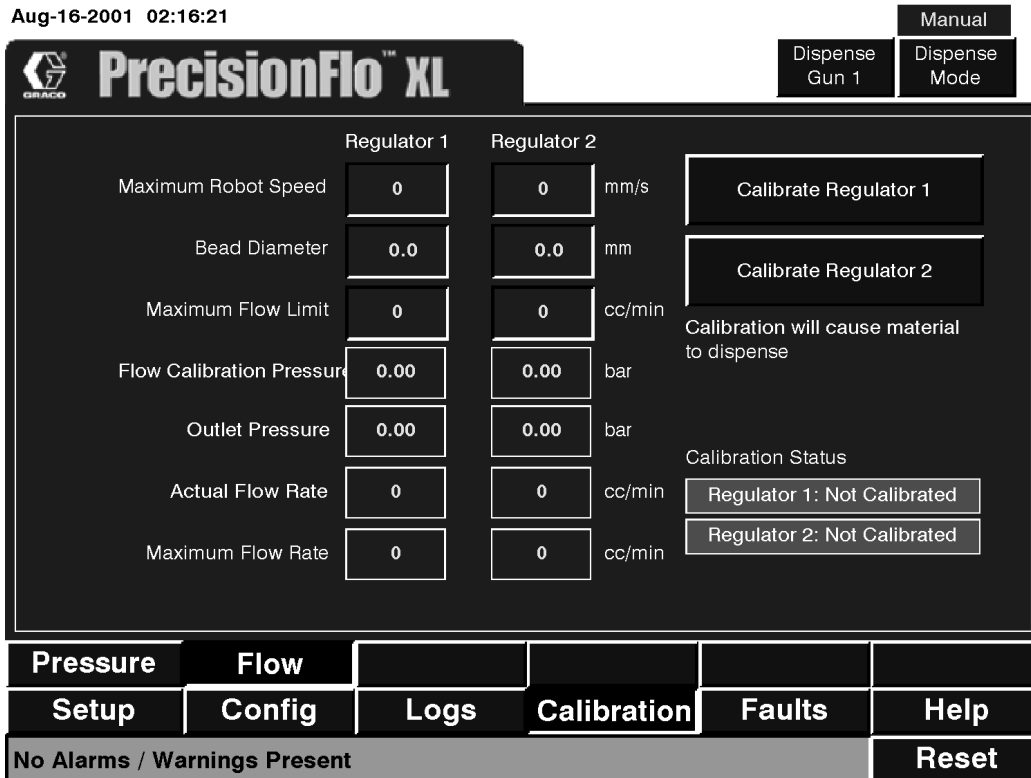 Aug-16-2001 02:16:21
Manual
GRACO
PrecisionFlo™ XL
Dispense Gun 1
Dispense Mode
Regulator 1 Regulator 2
Maximum Robot Speed 0 0 mm/s
Calibrate Regulator 1
Bead Diameter 0.0 0.0 mm
Calibrate Regulator 2
Maximum Flow Limit 0 0 cc/min
Calibration will cause material
to dispense
Flow Calibration Pressure 0.00 0.00 bar
Outlet Pressure 0.00 0.00 bar
Calibration Status
Actual Flow Rate 0 0 cc/min
Regulator 1: Not Calibrated
Regulator 2: Not Calibrated
Maximum Flow Rate 0 0 cc/min
Pressure Flow
Setup Config Logs Calibration Faults Help
No Alarms / Warnings Present Reset